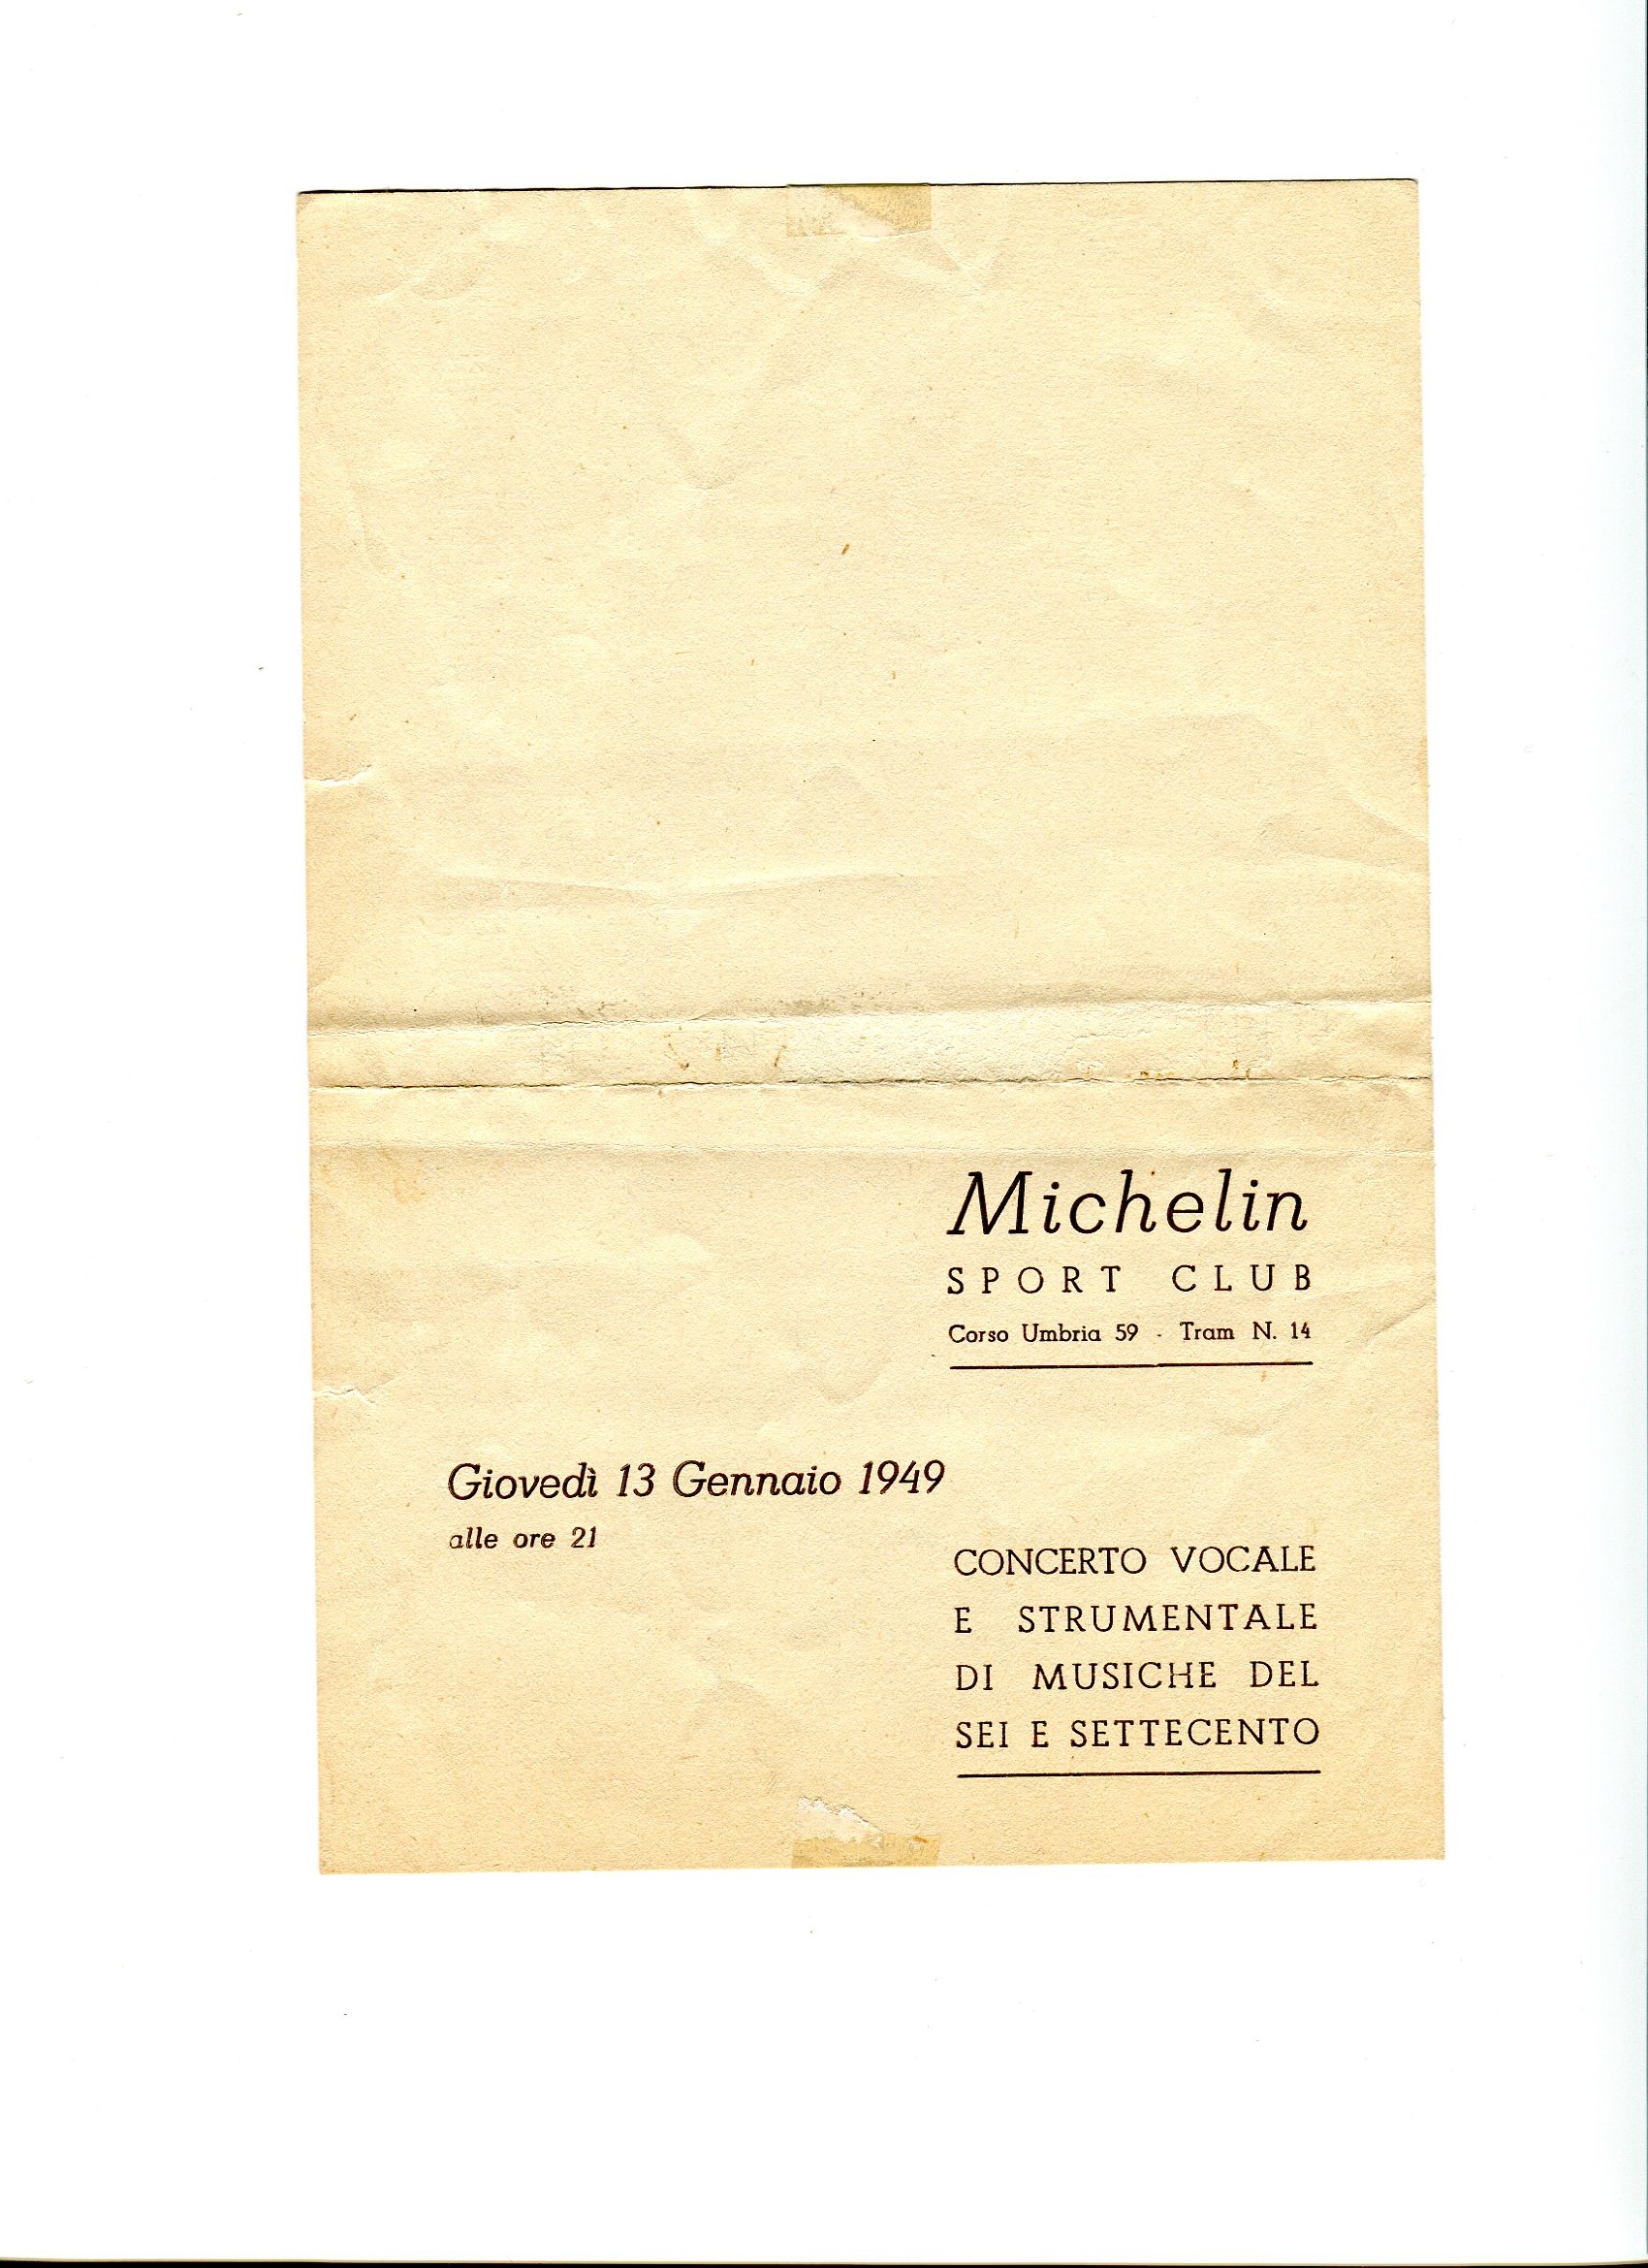 Michelin
SPORT CLUB
Corso Umbria 59 - Tram N. 14
Giovedì 13 Gennaio 1949
alle ore 21
CONCERTO VOCALE
E STRUMENTALE
DI MUSICHE DEL
SEI E SETTECENTO